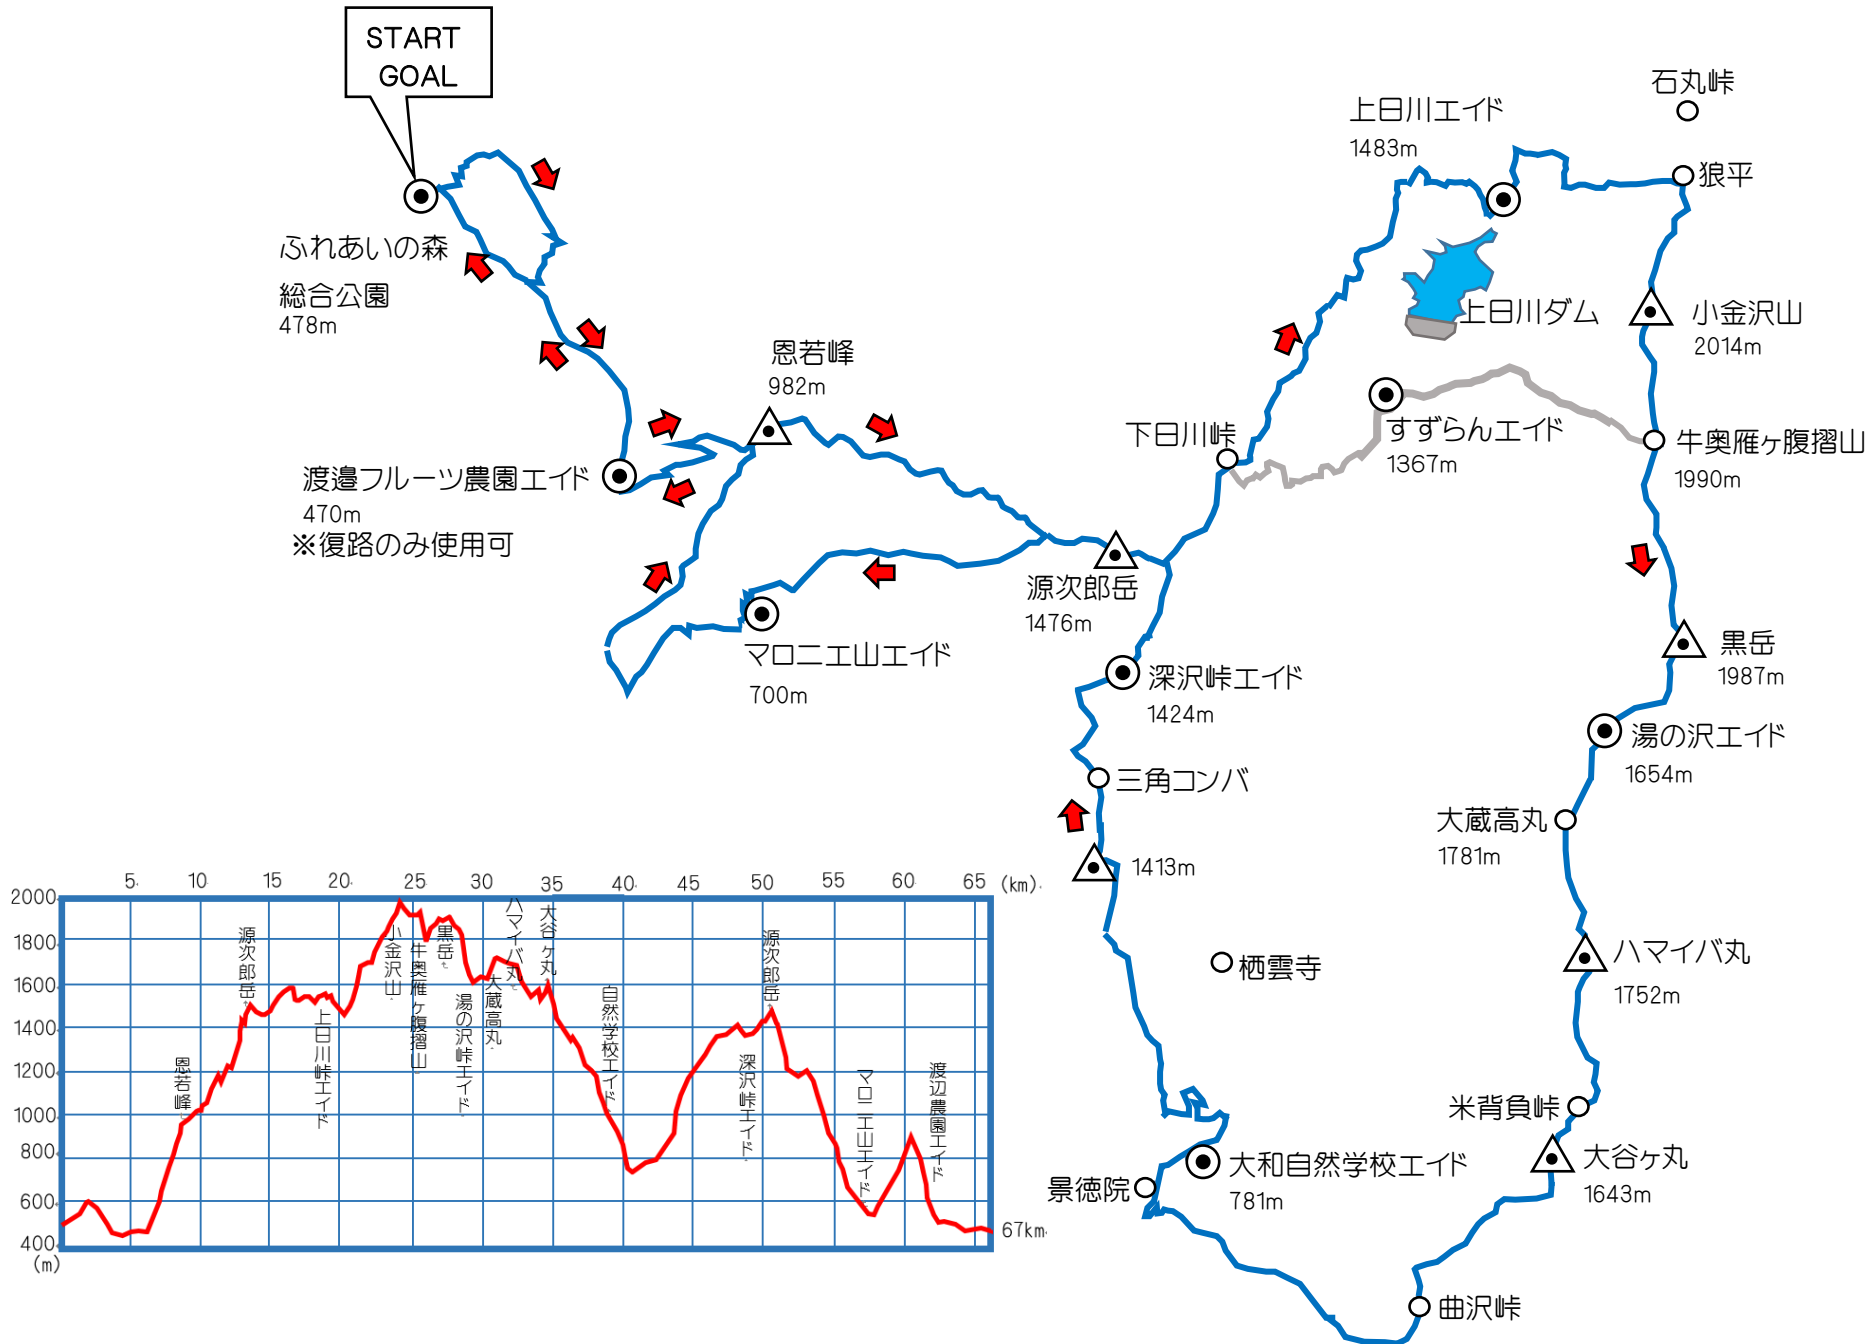 START
GOAL
ふれあいの森
総合公園
478m
渡邉フルーツ農園エイド
470m
※復路のみ使用可
恩若峰
982m
マロニエ山エイド
700m
源次郎岳
1476m
下日川峠
上日川エイド
1483m
石丸峠
狼平
上日川ダム
小金沢山
2014m
すずらんエイド
1367m
牛奥雁ヶ腹摺山
1990m
黒岳
1987m
深沢峠エイド
1424m
湯の沢エイド
1654m
三角コンバ
大蔵高丸
1781m
1413m
栖雲寺
ハマイバ丸
1752m
米背負峠
大和自然学校エイド
781m
大谷ヶ丸
1643m
景徳院
曲沢峠
5 10 15 20 25 30 35 40 45 50 55 60 65 (km)
2000
1800
1600
1400
1200
1000
800
600
400
(m)
恩若峰
源次郎岳
上日川峠エイド
小金沢山
牛奥雁ヶ腹摺山
黒岳
湯の沢峠エイド
大蔵高丸
ハマイバ丸
大谷ヶ丸
自然学校エイド
深沢峠エイド
源次郎岳
マロニエ山エイド
渡辺農園エイド
67km